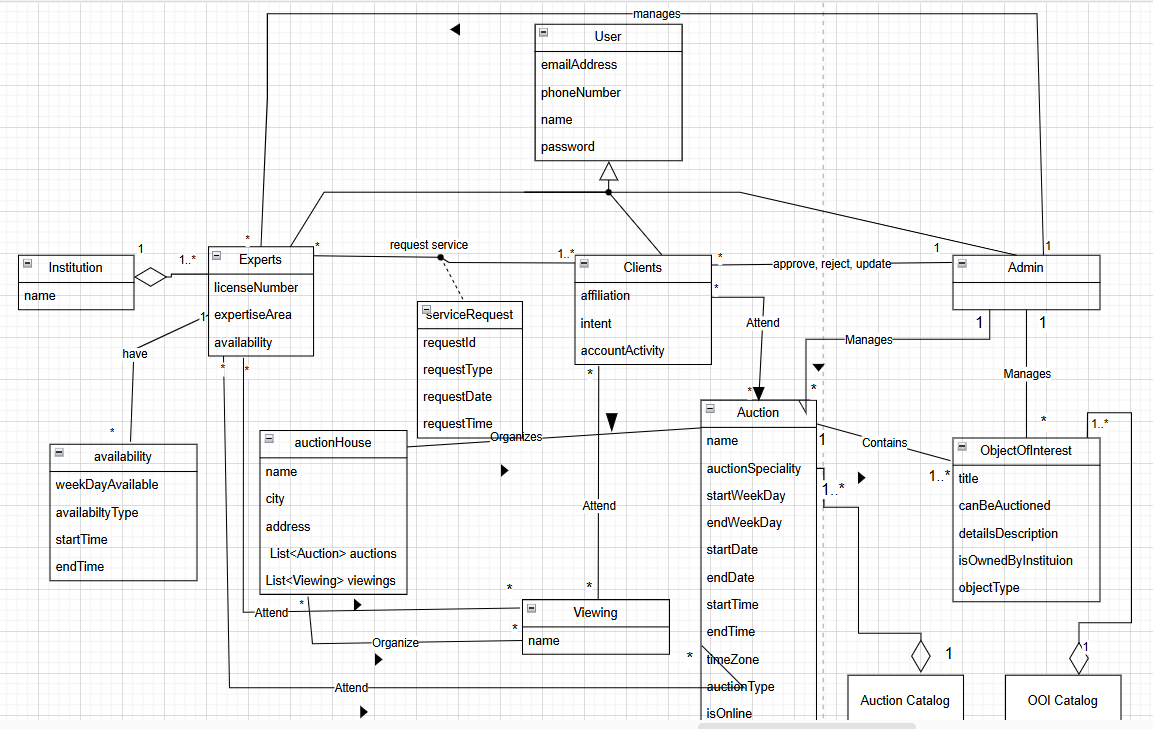 manages
User
emailAddress
phoneNumber
name
password
*
*
request service
1..*
*
approve, reject, update
1
1
1
1..*
Institution
name
Experts
licenseNumber
expertiseArea
availability
Clients
affiliation
intent
accountActivity
Admin
*
Attend
1
have
serviceRequest
requestId
requestType
requestDate
requestTime
1
1
Manages
Manages
*
*
*
*
*
*
*
*
availability
weekDayAvailable
availabiltyType
startTime
endTime
auctionHouse
name
city
address
List<Auction> auctions
List<Viewing> viewings
Organizes
Attend
Auction
name
auctionSpeciality
startWeekDay
endWeekDay
startDate
endDate
startTime
endTime
timeZone
auctionType
isOnline
1
Contains
1..*
1..*
1..*
ObjectOfInterest
title
canBeAuctioned
detailsDescription
isOwnedByInstituion
objectType
*
*
*
Attend
Viewing
name
*
Organize
*
Attend
1
1
Auction Catalog
OOI Catalog